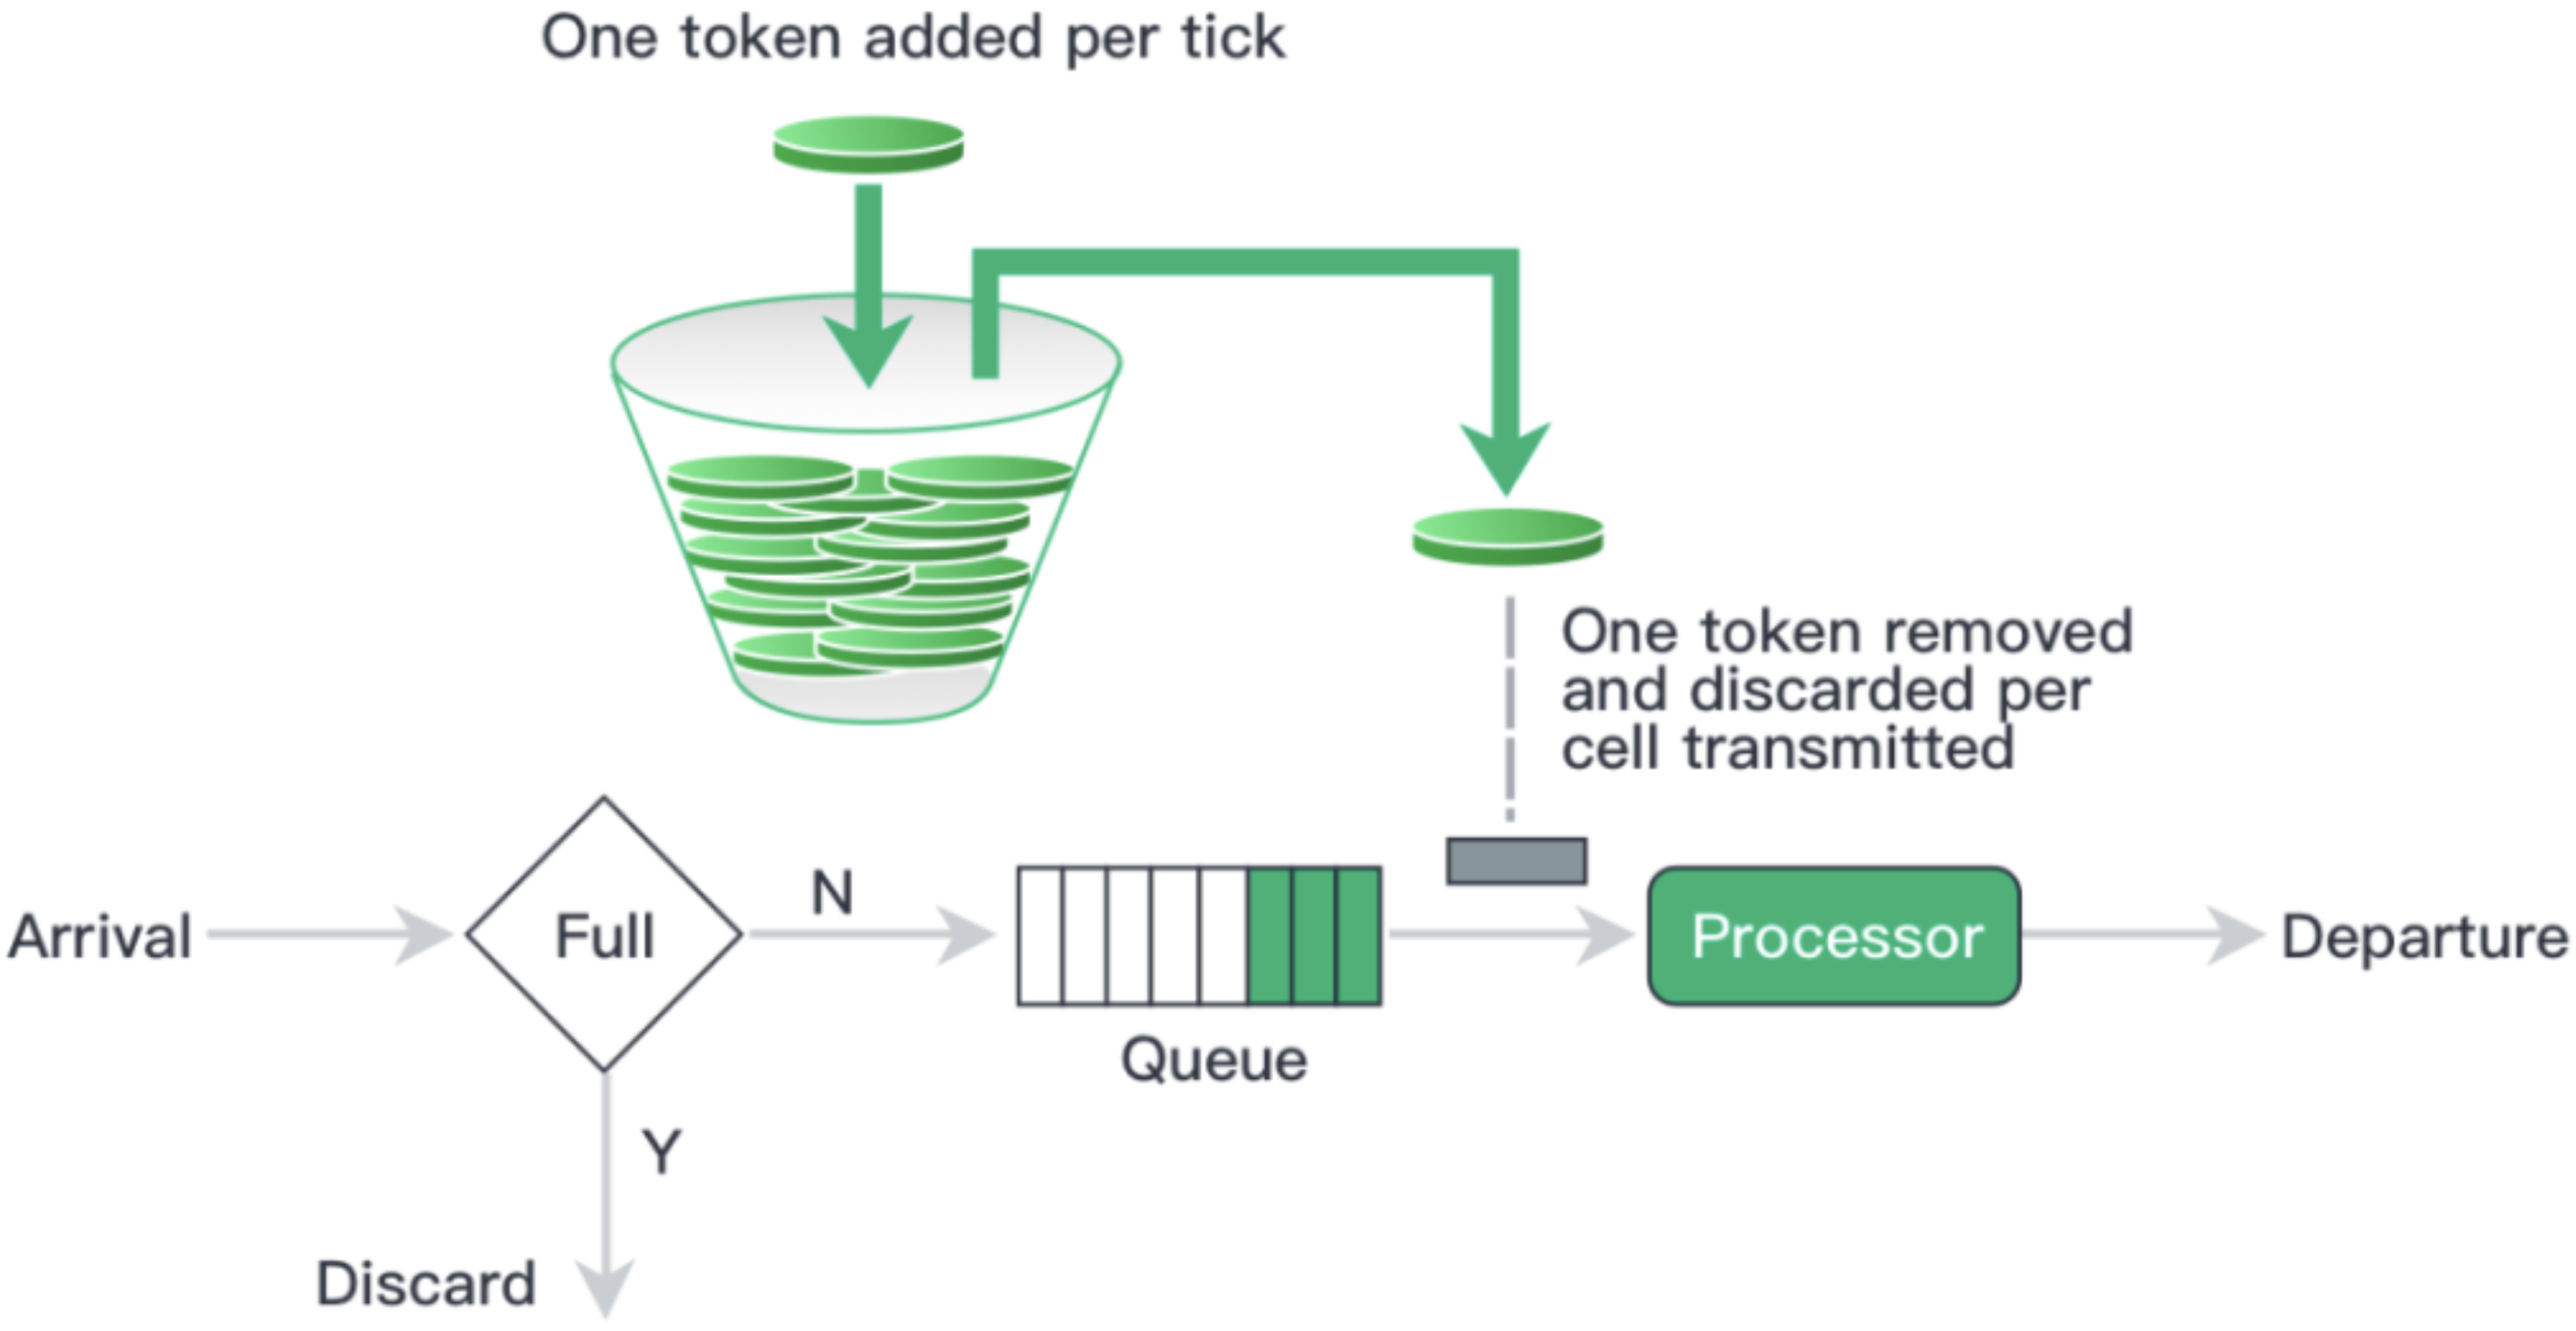 One token added per tick
One token removed
and discarded per
cell transmitted
Arrival
Full
N
Queue
Processor
Departure
Y
Discard